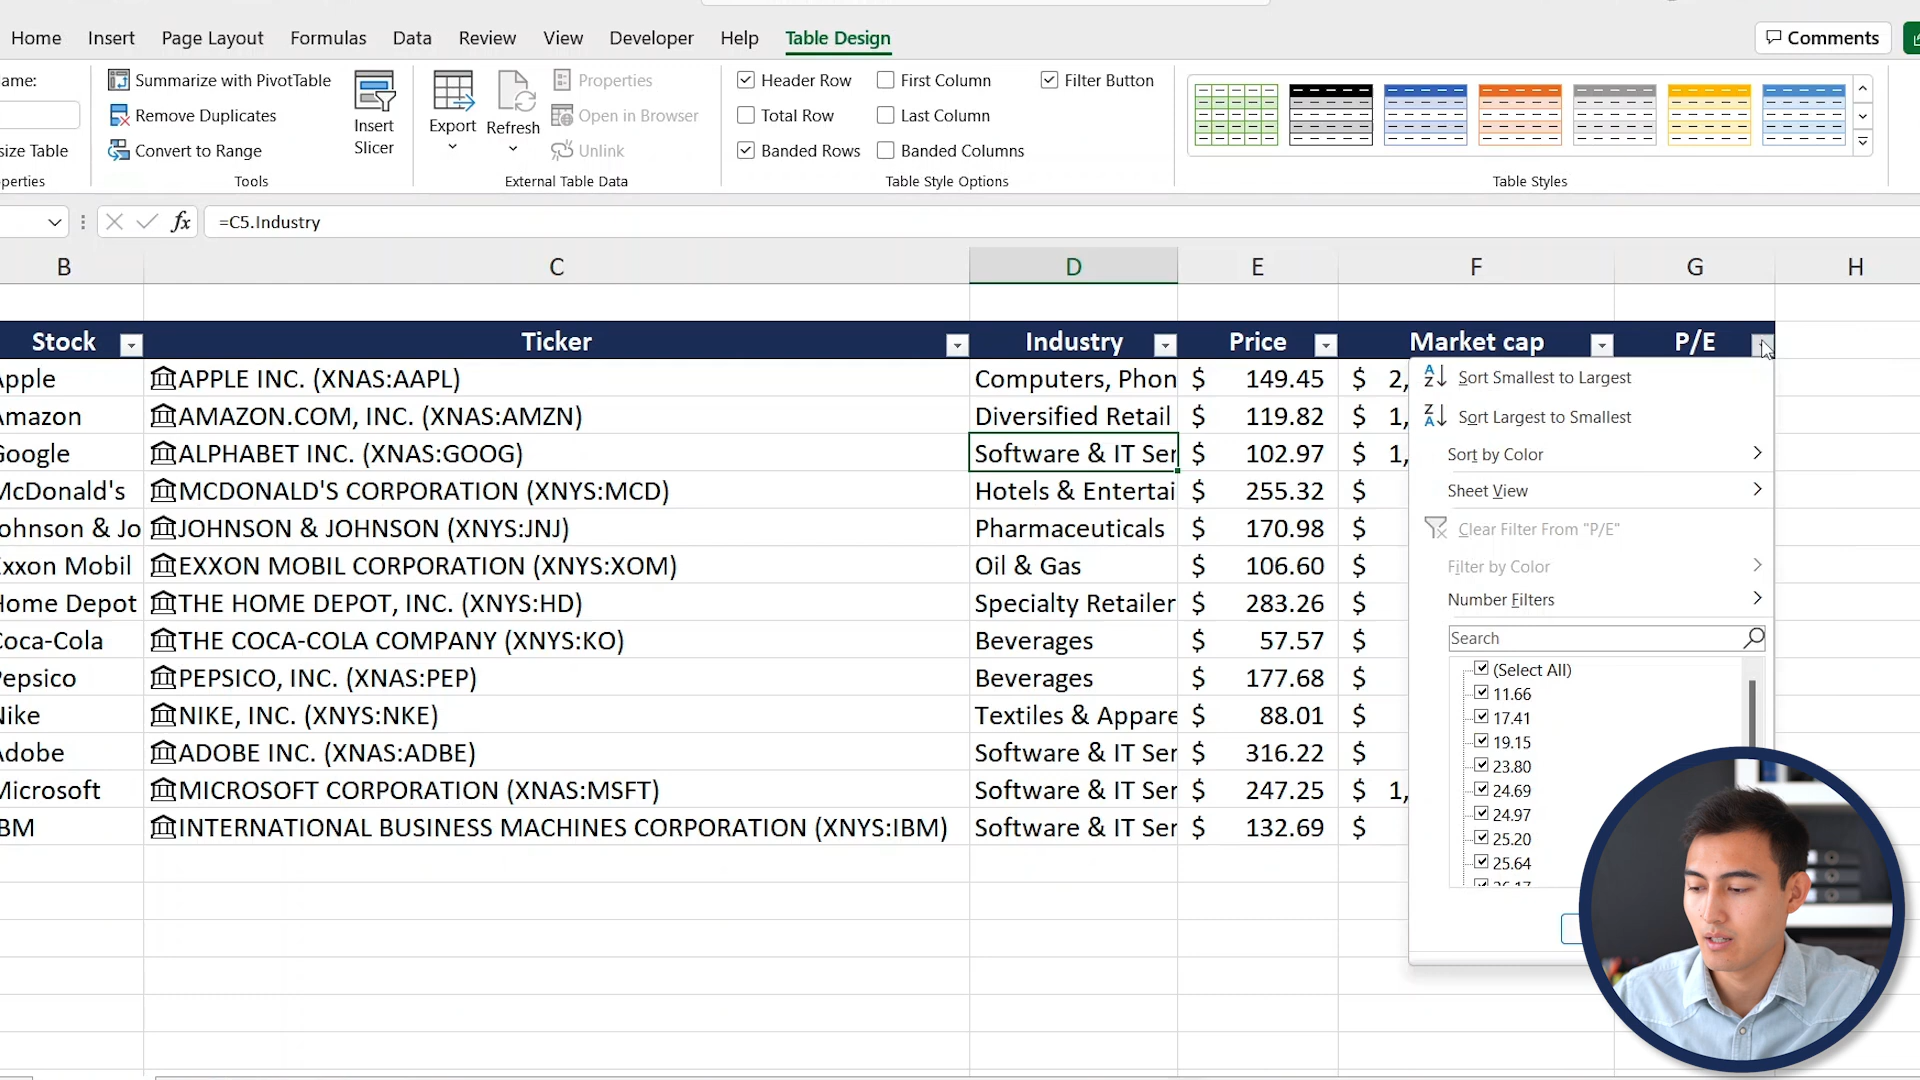 Home Insert Page Layout Formulas Data Review View Developer Help Table Design Comments
Summarize with PivotTable
Remove Duplicates
Convert to Range
Tools
Insert
Slicer
Export
Refresh
Properties
Open in Browser
Unlink
External Table Data
Header Row First Column Filter Button
Total Row Last Column
Banded Rows Banded Columns
Table Style Options
Table Styles
fx =C5.Industry
B C D E F G H
Stock Ticker Industry Price Market cap P/E
APPLE INC. (XNAS:AAPL) Computers, Phon $ 149.45 $ 2,
Amazon AMAZON.COM, INC. (XNAS:AMZN) Diversified Retail $ 119.82 $ 1,
Google ALPHABET INC. (XNAS:GOOG) Software & IT Ser $ 102.97 $ 1,
McDonald's MCDONALD'S CORPORATION (XNYS:MCD) Hotels & Entertai $ 255.32 $
ohnson & Jo JOHNSON & JOHNSON (XNYS:JNJ) Pharmaceuticals $ 170.98 $
xxon Mobil EXXON MOBIL CORPORATION (XNYS:XOM) Oil & Gas $ 106.60 $
Home Depot THE HOME DEPOT, INC. (XNYS:HD) Specialty Retailer $ 283.26 $
Coca-Cola THE COCA-COLA COMPANY (XNYS:KO) Beverages $ 57.57 $
Pepsico PEPSICO, INC. (XNAS:PEP) Beverages $ 177.68 $
Nike NIKE, INC. (XNYS:NKE) Textiles & Appare $ 88.01 $
Adobe ADOBE INC. (XNAS:ADBE) Software & IT Ser $ 316.22 $
Microsoft MICROSOFT CORPORATION (XNAS:MSFT) Software & IT Ser $ 247.25 $ 1,
IBM INTERNATIONAL BUSINESS MACHINES CORPORATION (XNYS:IBM) Software & IT Ser $ 132.69 $
Sort Smallest to Largest
Sort Largest to Smallest
Sort by Color
Sheet View
Clear Filter From "P/E"
Filter by Color
Number Filters
Search
(Select All)
11.66
17.41
19.15
23.80
24.69
24.97
25.20
25.64